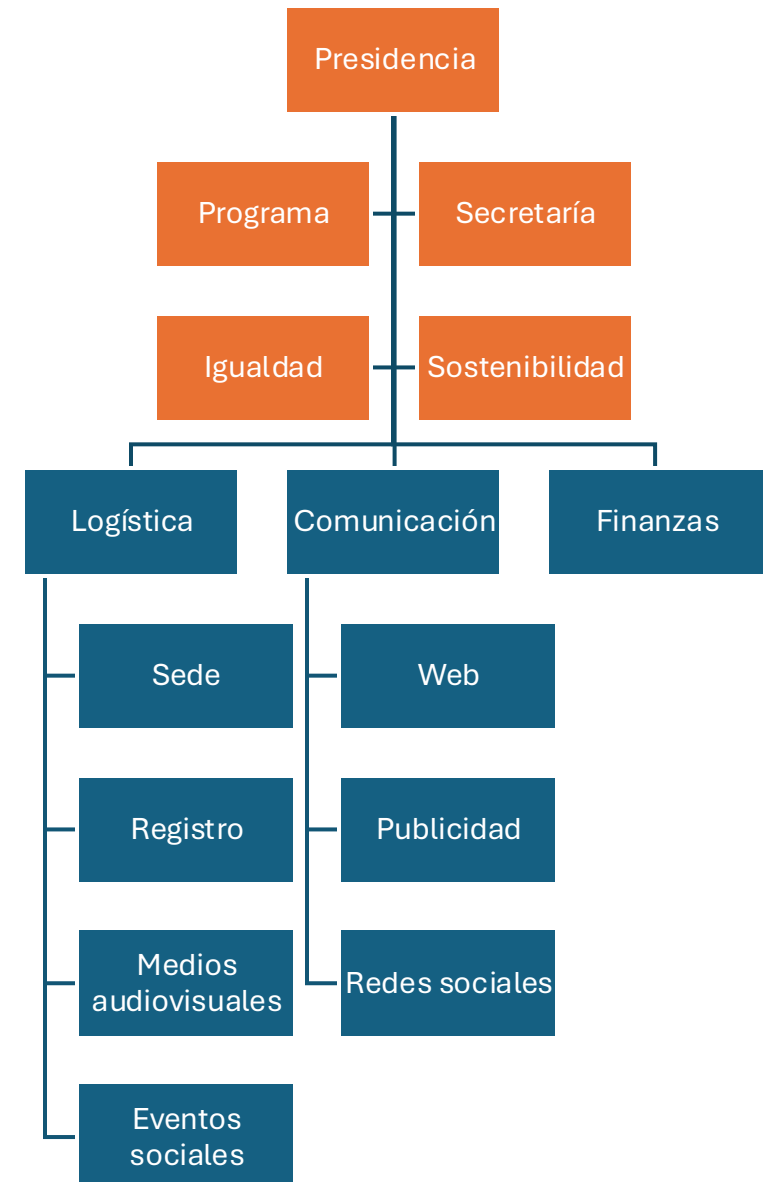 Presidencia
Programa
Secretaría
Igualdad
Sostenibilidad
Logística
Comunicación
Finanzas
Sede
Web
Registro
Publicidad
Medios
audiovisuales
Redes sociales
Eventos
sociales